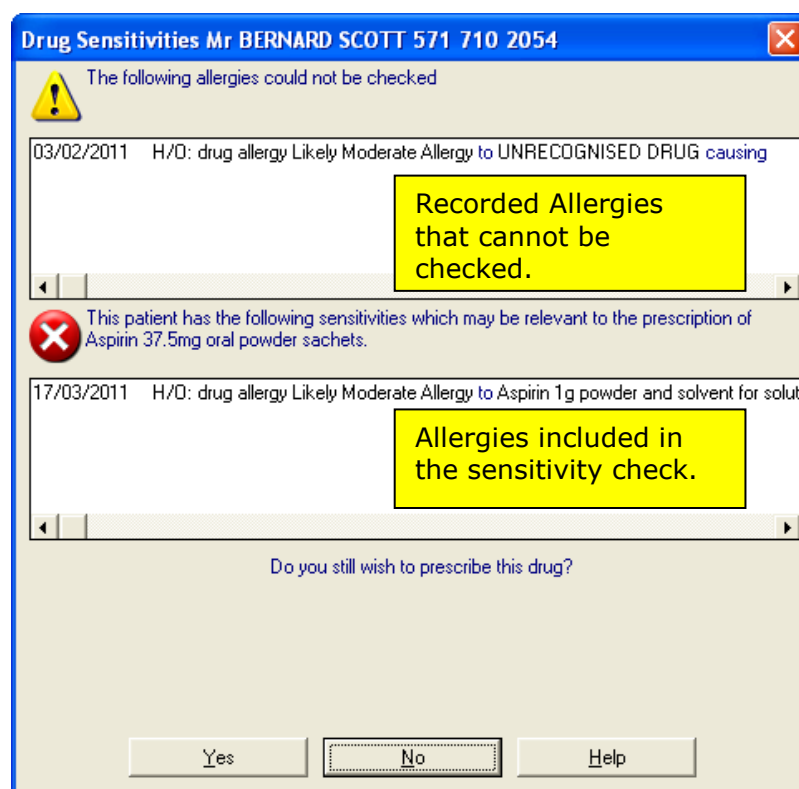 Drug Sensitivities Mr BERNARD SCOTT 571 710 2054
The following allergies could not be checked
03/02/2011 H/O: drug allergy Likely Moderate Allergy to UNRECOGNISED DRUG causing
Recorded Allergies
that cannot be
checked.
This patient has the following sensitivities which may be relevant to the prescription of
Aspirin 37.5mg oral powder sachets.
17/03/2011 H/O: drug allergy Likely Moderate Allergy to Aspirin 1g powder and solvent for solut
Allergies included in
the sensitivity check.
Do you still wish to prescribe this drug?
Yes No Help